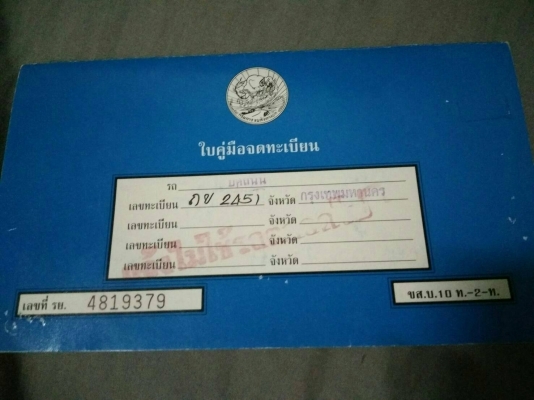 ใบคู่มือจดทะเบียน
รถ
เลขทะเบียน ภข 2451 จังหวัด กรุงเทพมหานคร
เลขทะเบียน จังหวัด
เลขทะเบียน จังหวัด
เลขทะเบียน จังหวัด
เลขที่ รย. 4819379
ขส.บ.10 ท.-2-ท.